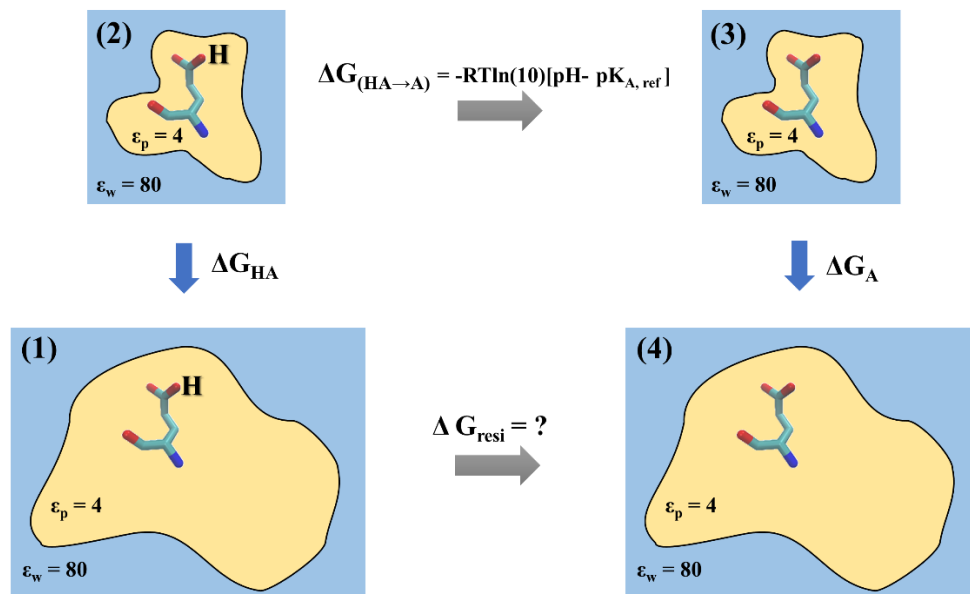 (2)
H
εp = 4
εw = 80
ΔG(HA→A) = -RTln(10)[pH- pKA, ref ]
(3)
εp = 4
εw = 80
ΔGHA
ΔGA
(1)
H
εp = 4
εw = 80
Δ Gresi = ?
(4)
εp = 4
εw = 80